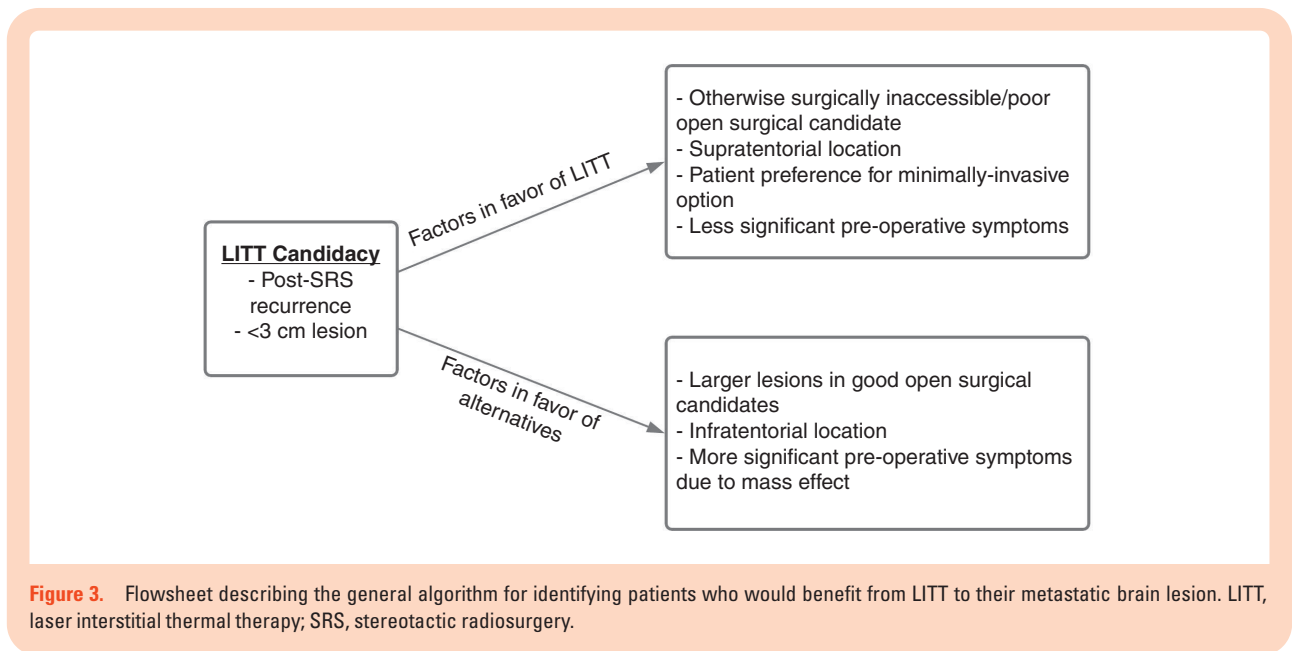 - Otherwise surgically inaccessible/poor
open surgical candidate
- Supratentorial location
- Patient preference for minimally-invasive
option
- Less significant pre-operative symptoms
Factors in favor of LITT
LITT Candidacy
- Post-SRS
recurrence
- <3 cm lesion
Factors in favor of
alternatives
- Larger lesions in good open surgical
candidates
- Infratentorial location
- More significant pre-operative symptoms
due to mass effect
Figure 3. Flowsheet describing the general algorithm for identifying patients who would benefit from LITT to their metastatic brain lesion. LITT,
laser interstitial thermal therapy; SRS, stereotactic radiosurgery.